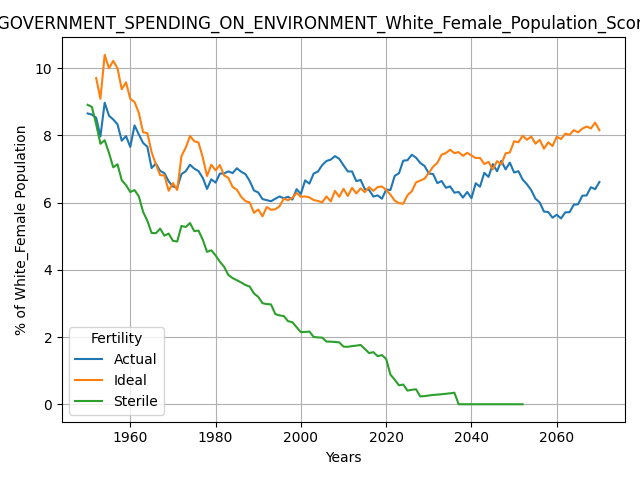 GOVERNMENT_SPENDING_ON_ENVIRONMENT_White_Female_Population_Scor
% of White_Female Population
10
8
6
4
2
0
Fertility
Actual
Ideal
Sterile
1960 1980 2000 2020 2040 2060
Years